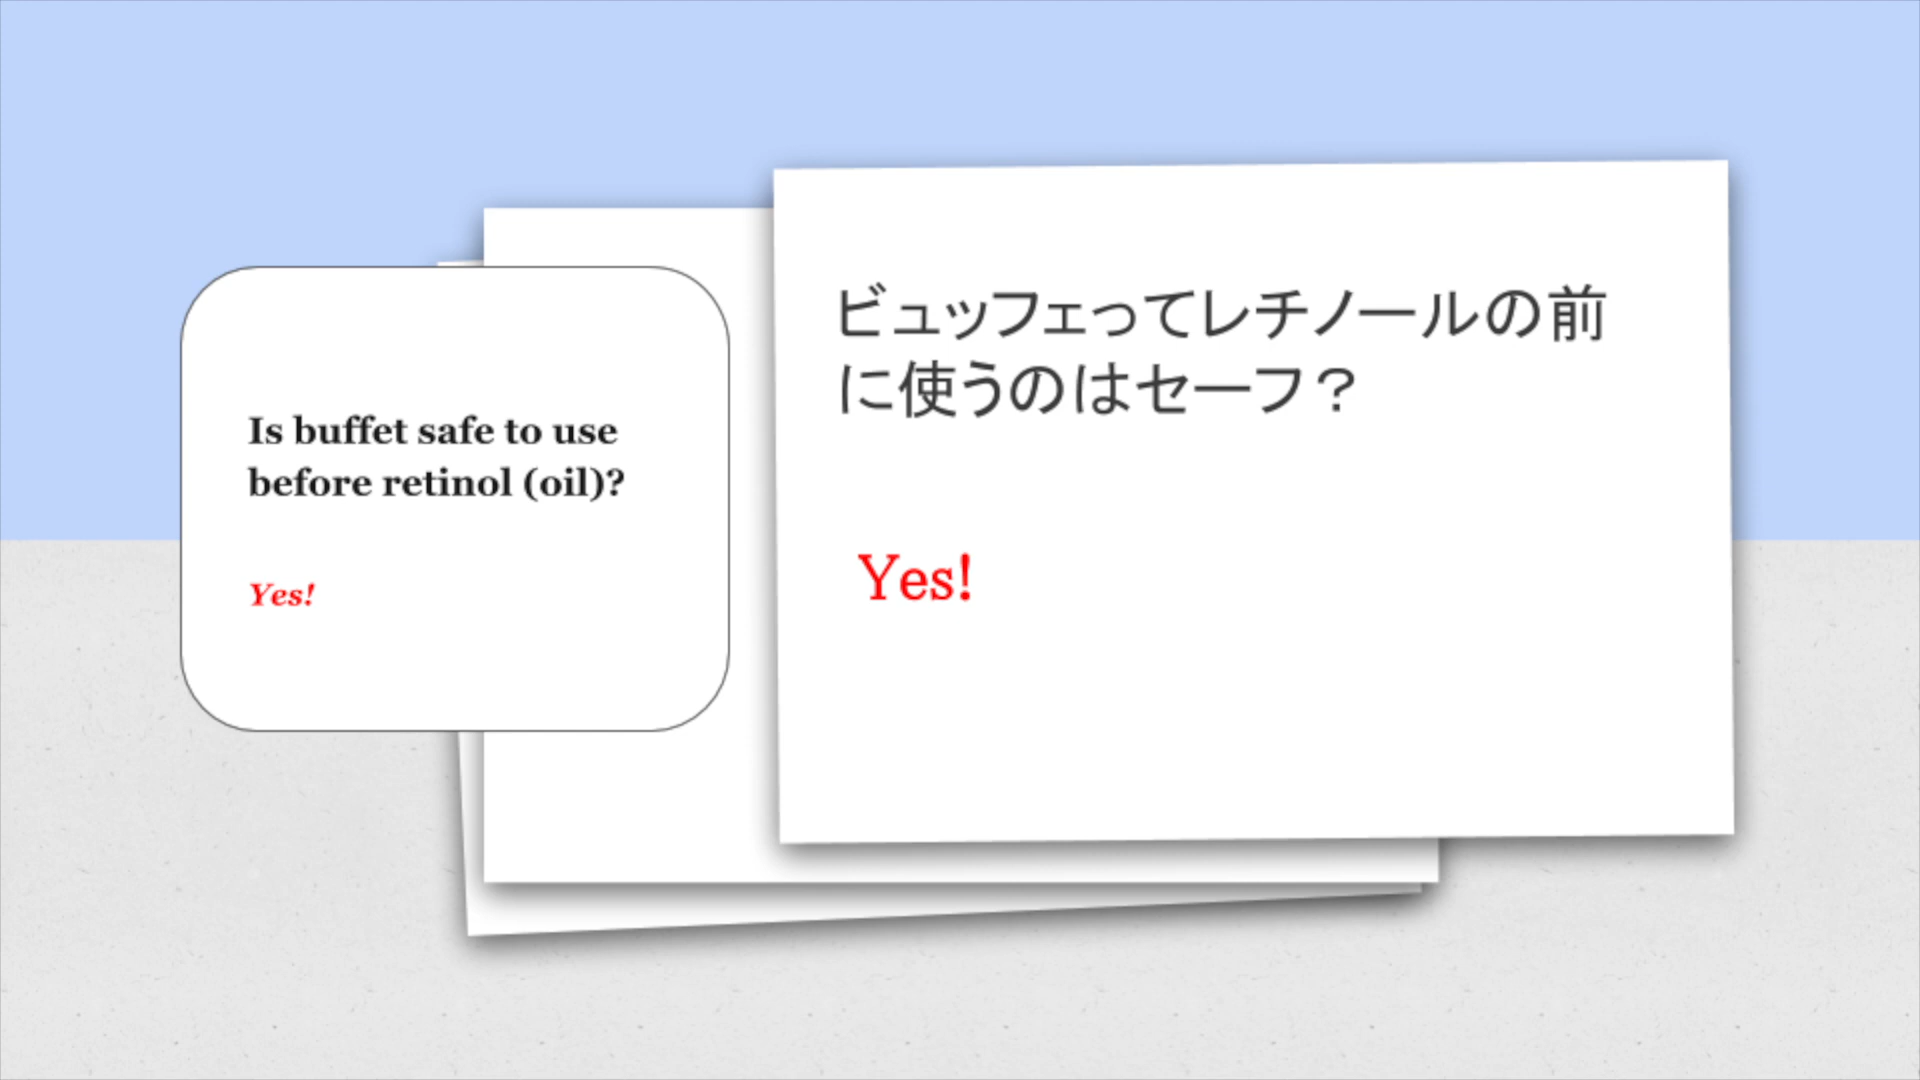 Is buffet safe to use
before retinol (oil)?
Yes!
ビュッフェってレチノールの前
に使うのはセーフ？
Yes!